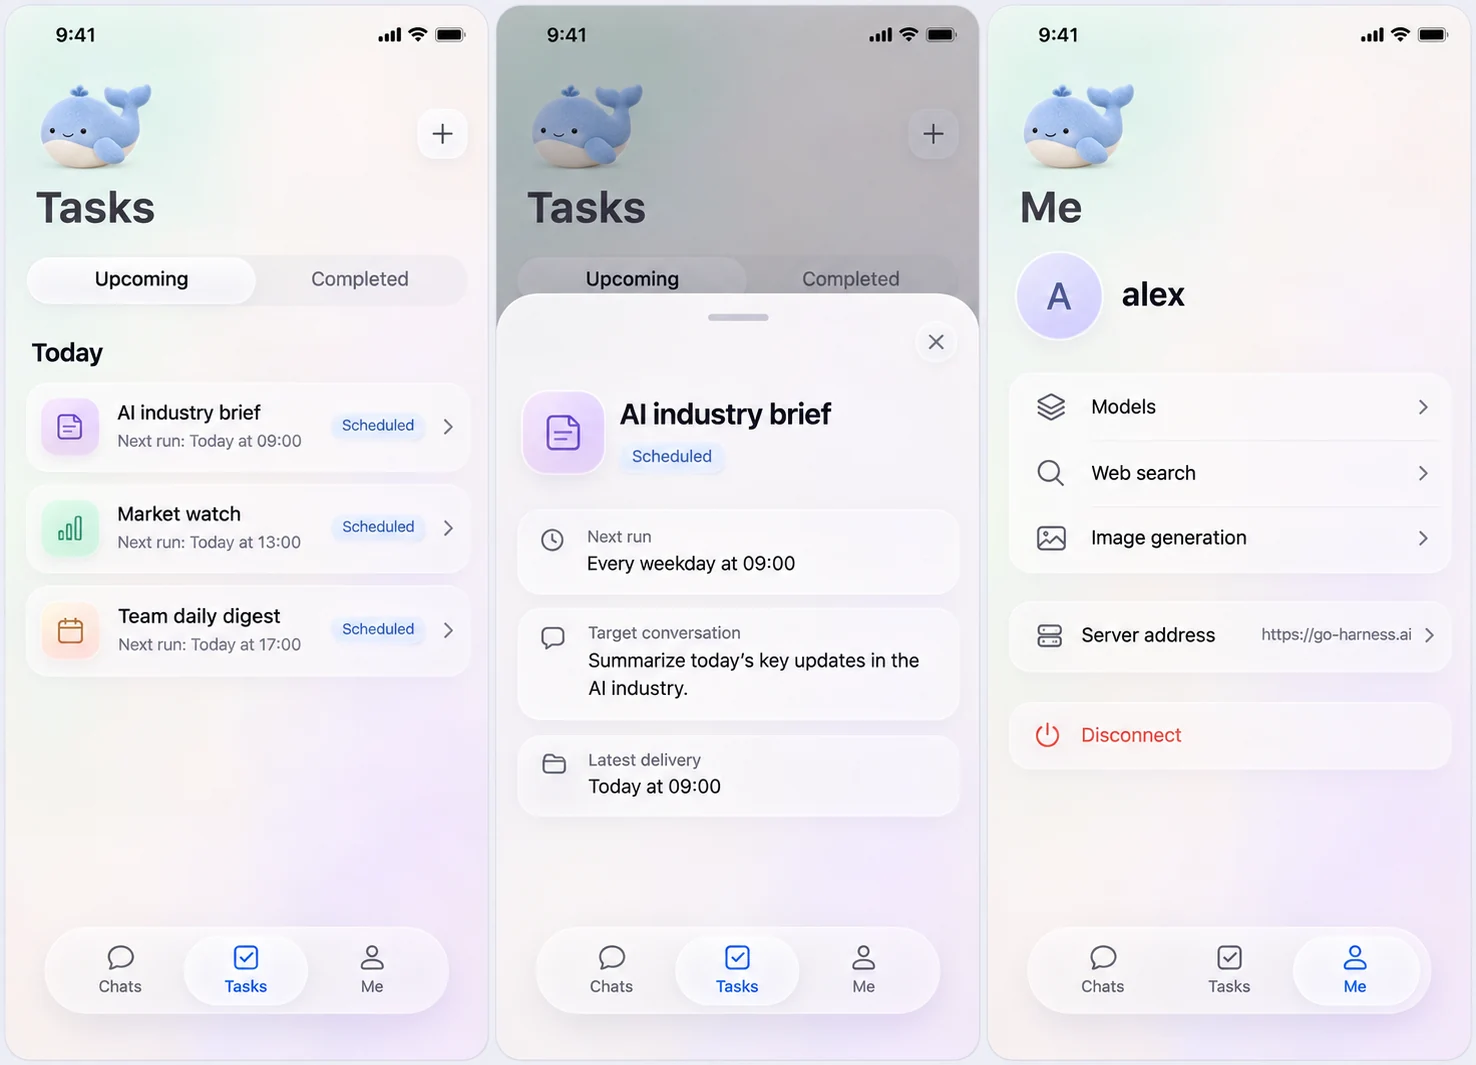 9:41
Tasks
Upcoming
Completed
Today
AI industry brief
Next run: Today at 09:00
Scheduled
Market watch
Next run: Today at 13:00
Scheduled
Team daily digest
Next run: Today at 17:00
Scheduled
Chats
Tasks
Me
9:41
Tasks
Upcoming
Completed
AI industry brief
Scheduled
Next run
Every weekday at 09:00
Target conversation
Summarize today’s key updates in the
AI industry.
Latest delivery
Today at 09:00
Chats
Tasks
Me
9:41
Me
A
alex
Models
Web search
Image generation
Server address
https://go-harness.ai
Disconnect
Chats
Tasks
Me